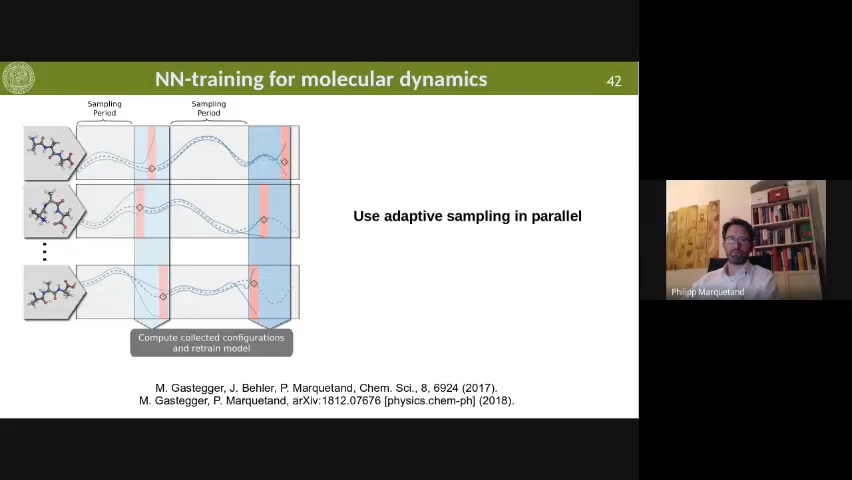 NN-training for molecular dynamics
42
Sampling
Period
Sampling
Period
Use adaptive sampling in parallel
Compute collected configurations
and retrain model
M. Gastegger, J. Behler, P. Marquetand, Chem. Sci., 8, 6924 (2017).
M. Gastegger, P. Marquetand, arXiv:1812.07676 [physics.chem-ph] (2018).
Philipp Marquetand